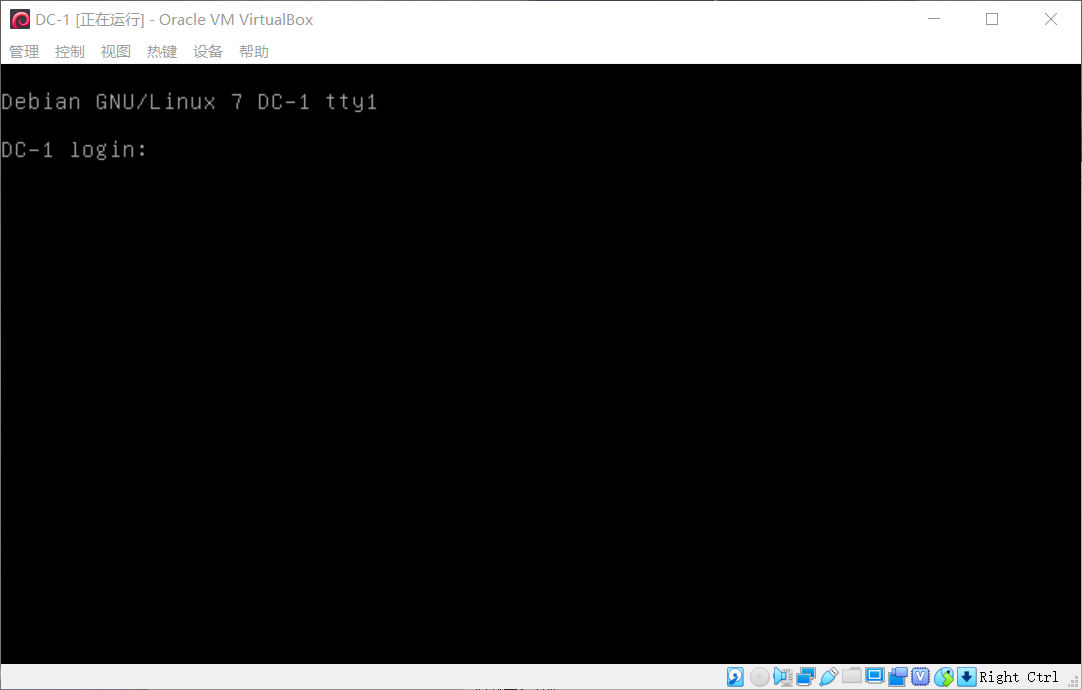 DC-1 [正在运行] - Oracle VM VirtualBox
管理 控制 视图 热键 设备 帮助
Debian GNU/Linux 7 DC-1 tty1
DC-1 login:
Right Ctrl